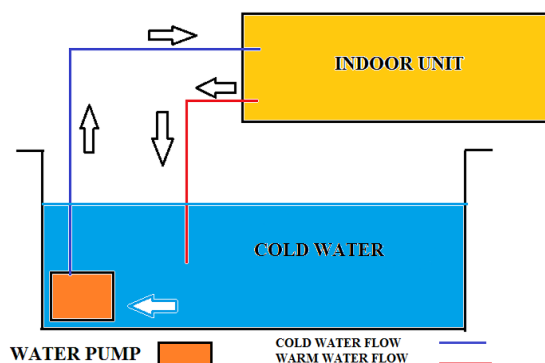 INDOOR UNIT
COLD WATER
WATER PUMP
COLD WATER FLOW
WARM WATER FLOW